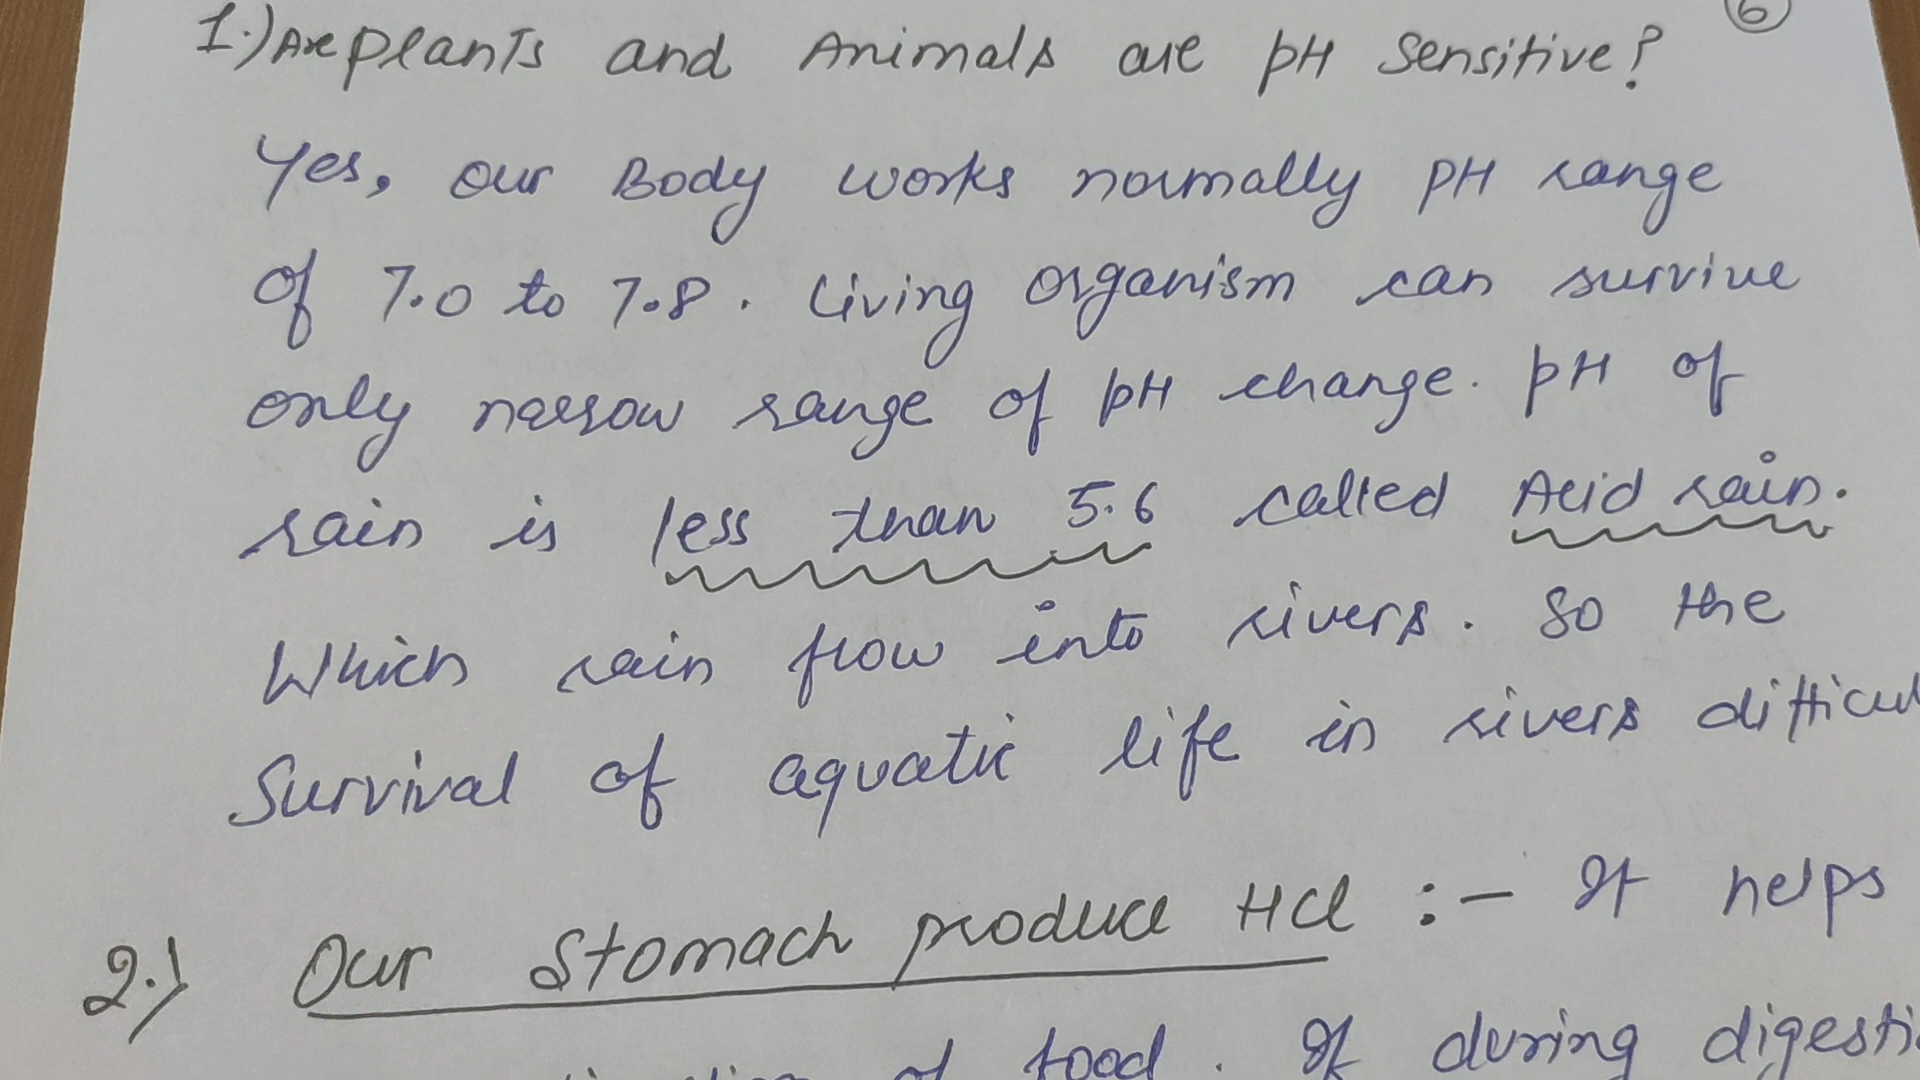 6
1.) Are plants and Animals are pH Sensitive?
Yes, our Body works normally pH range
of 7.0 to 7.8. Living organism can survive
only narrow range of pH change. pH of
rain is less than 5.6 called Acid rain.
Which rain flow into rivers. So the
Survival of aquatic life in rivers difficul
2.) Our Stomach produce HCl :- It helps
of food. If during digesti